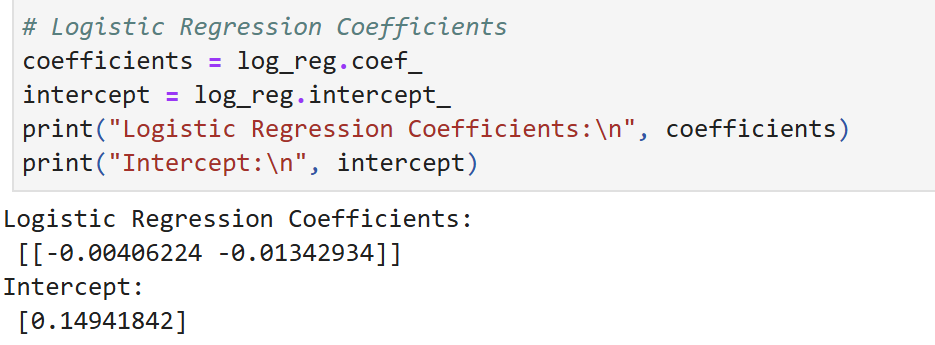 # Logistic Regression Coefficients
coefficients = log_reg.coef_
intercept = log_reg.intercept_
print("Logistic Regression Coefficients:\n", coefficients)
print("Intercept:\n", intercept)
Logistic Regression Coefficients:
 [[-0.00406224 -0.01342934]]
Intercept:
 [0.14941842]